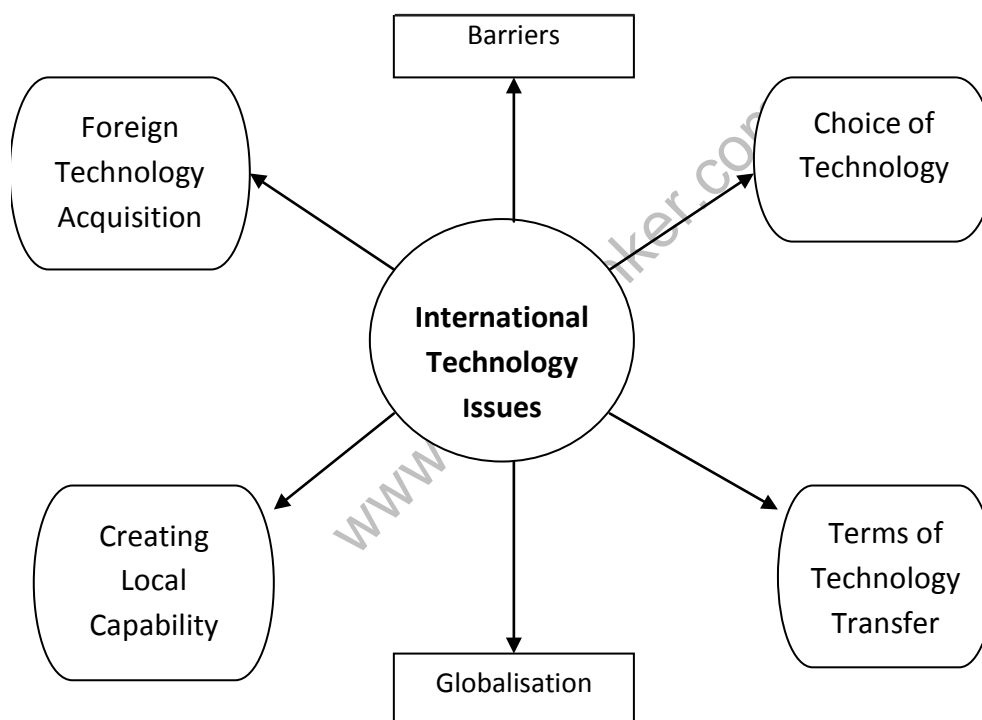 Barriers
Foreign
Technology
Acquisition
Choice of
Technology
International
Technology
Issues
Creating
Local
Capability
Terms of
Technology
Transfer
Globalisation